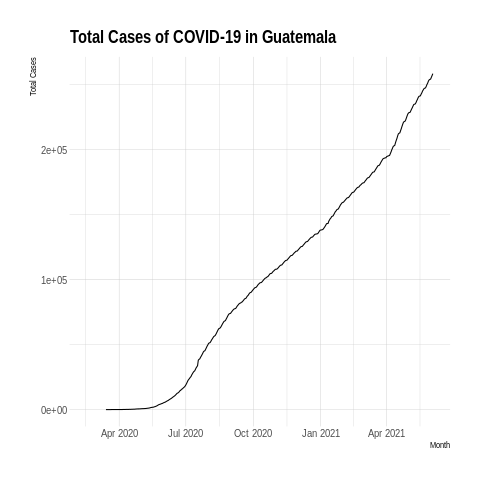 Total Cases of COVID-19 in Guatemala
Total Cases
2e+05
1e+05
0e+00
Apr 2020 Jul 2020 Oct 2020 Jan 2021 Apr 2021
Month